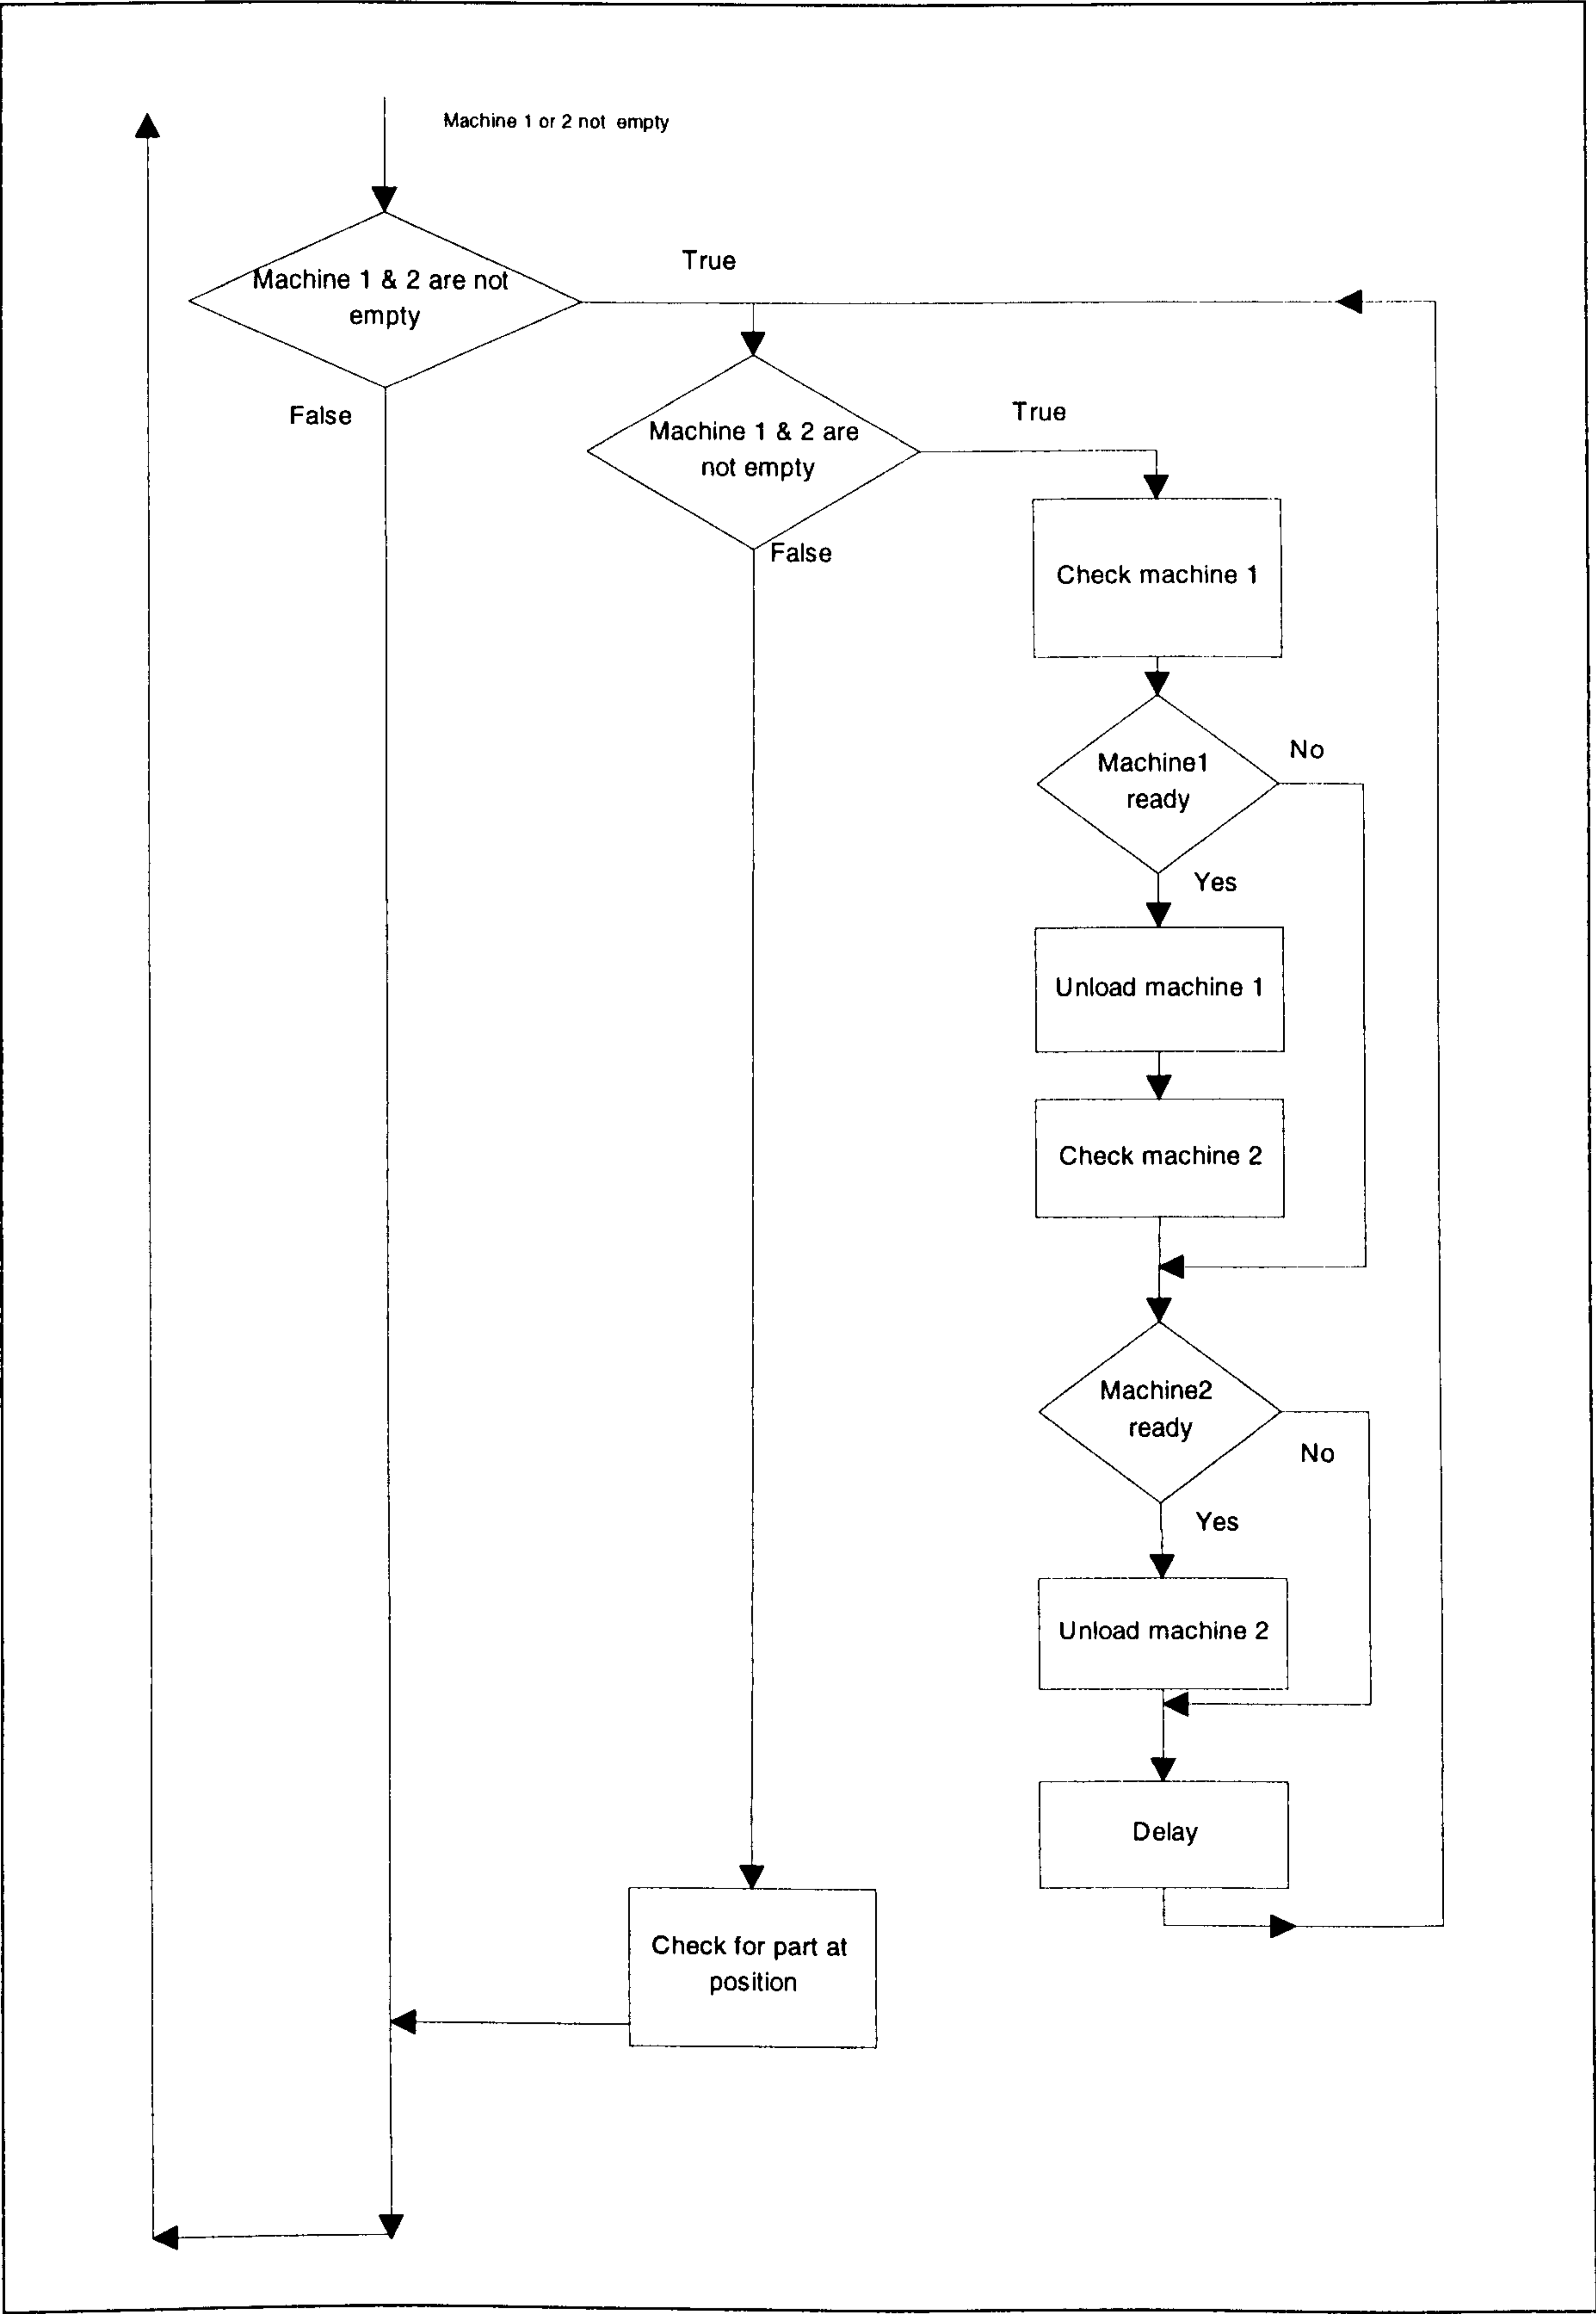 Machine 1 or 2 not empty
True
Machine 1 & 2 are not
empty
False
True
Machine 1 & 2 are
not empty
False
Check machine 1
No
Machine1
ready
Yes
Unload machine 1
Check machine 2
Machine2
ready
No
Yes
Unload machine 2
Delay
Check for part at
position